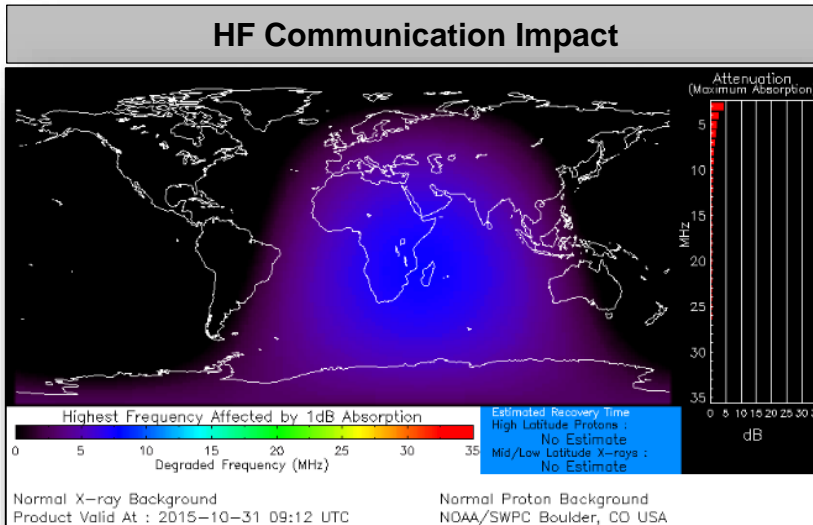 HF Communication Impact
Attenuation
(Maximum Absorption)
5
10
15
20
25
30
35
MHz
0 5 10 15 20 25 30
dB
Highest Frequency Affected by 1dB Absorption
0 5 10 15 20 25 30 35
Degraded Frequency (MHz)
Estimated Recovery Time
High Latitude Protons :
No Estimate
Mid/Low Latitude X-rays :
No Estimate
Normal X-ray Background
Product Valid At : 2015-10-31 09:12 UTC
Normal Proton Background
NOAA/SWPC Boulder, CO USA